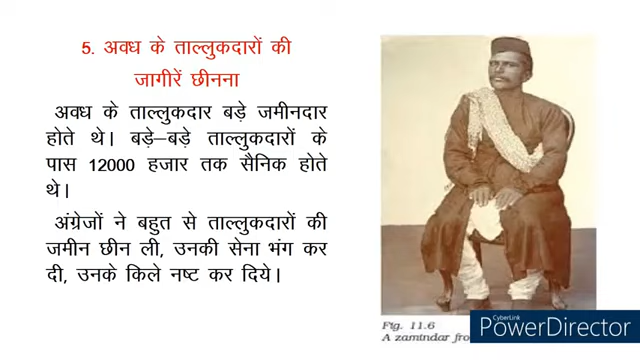 5. अवध के ताल्लुकदारों की
जागीरें छीनना
अवध के ताल्लुकदार बड़े जमीनदार
होते थे। बड़े–बड़े ताल्लुकदारों के
पास 12000 हजार तक सैनिक होते
थे।
अंग्रेजों ने बहुत से ताल्लुकदारों की
जमीन छीन ली, उनकी सेना भंग कर
दी, उनके किले नष्ट कर दिये।
Fig. 11.6
A zamindar
CyberLink
PowerDirector